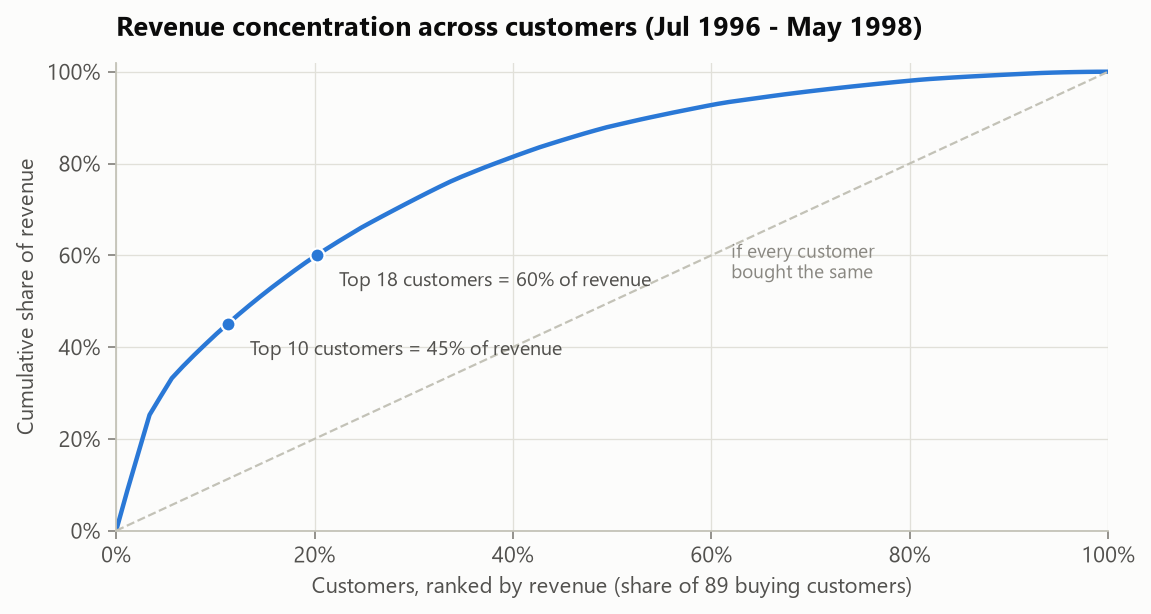 Revenue concentration across customers (Jul 1996 - May 1998)
Cumulative share of revenue
100%
80%
60%
40%
20%
0%
if every customer
bought the same
Top 18 customers = 60% of revenue
Top 10 customers = 45% of revenue
0%
20%
40%
60%
80%
100%
Customers, ranked by revenue (share of 89 buying customers)